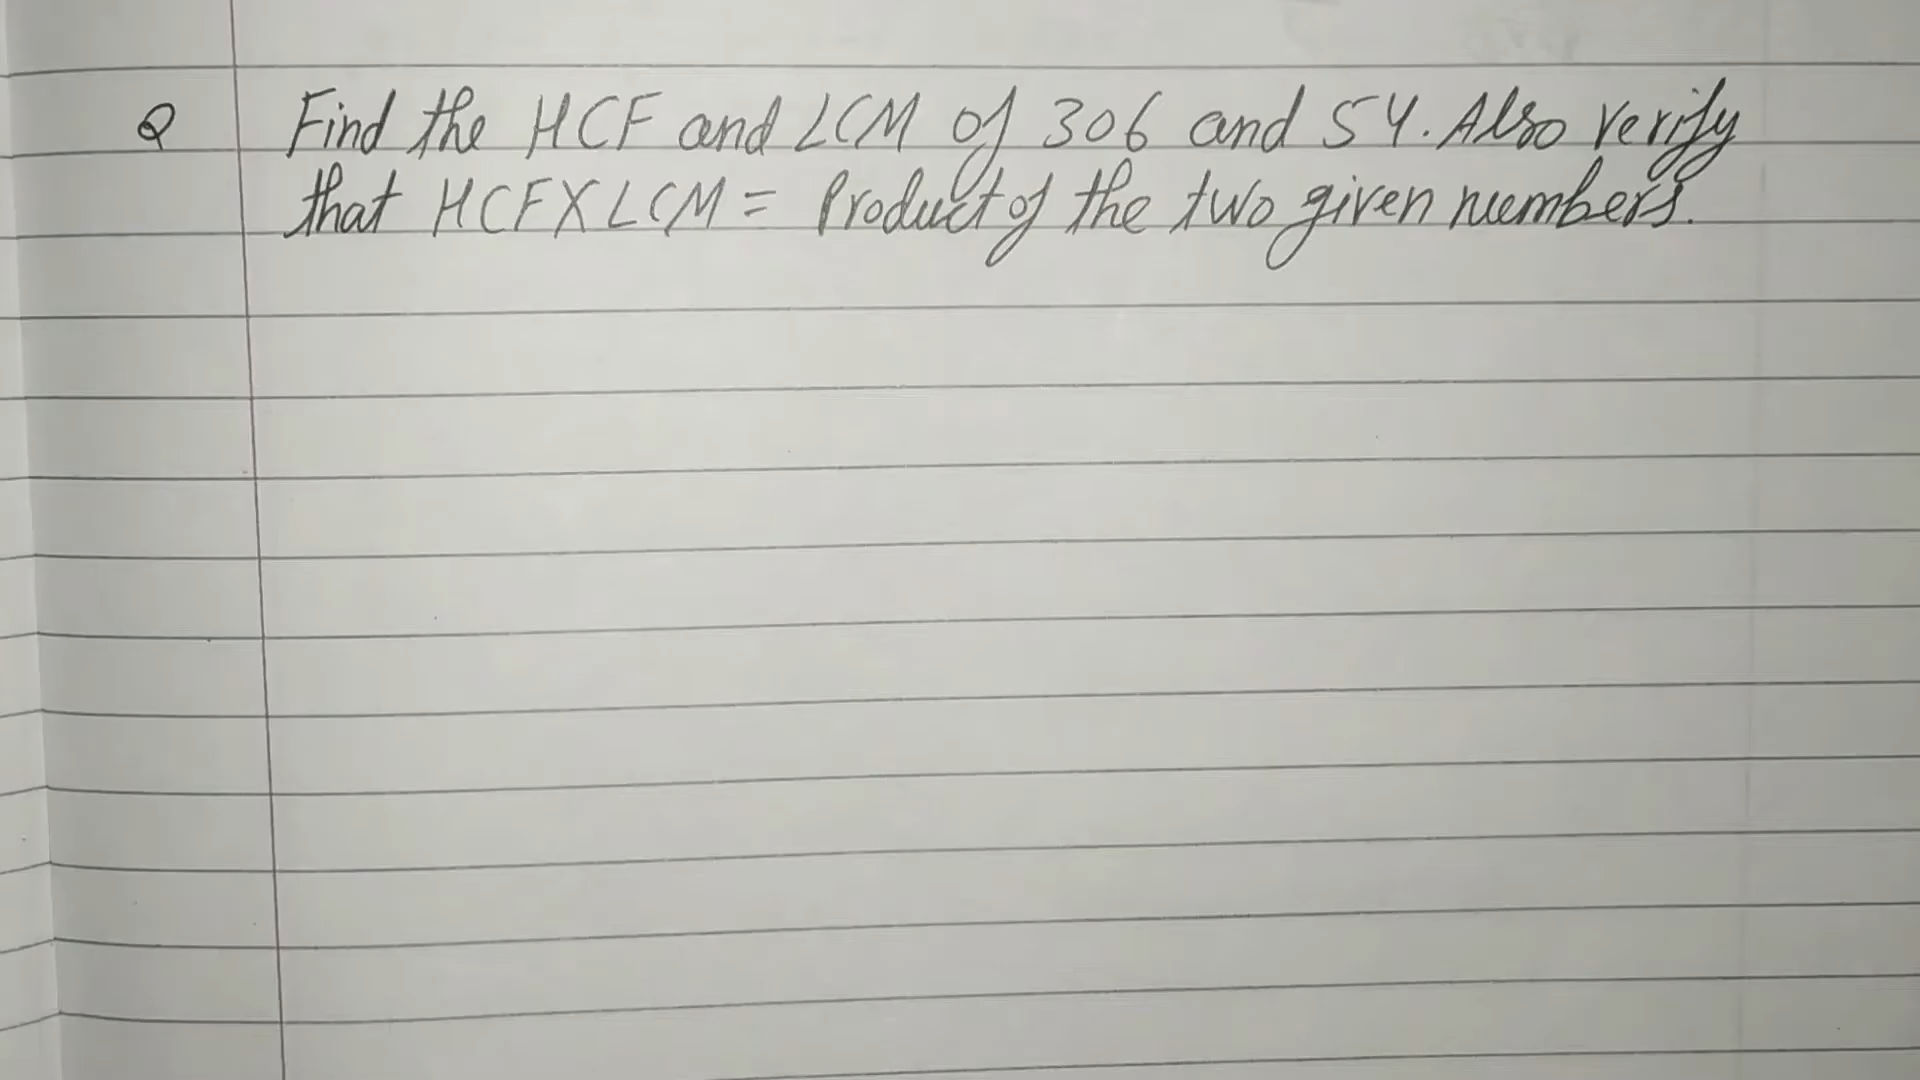 Q Find the HCF and LCM of 306 and 54. Also verify
that HCF X LCM = Product of the two given numbers.